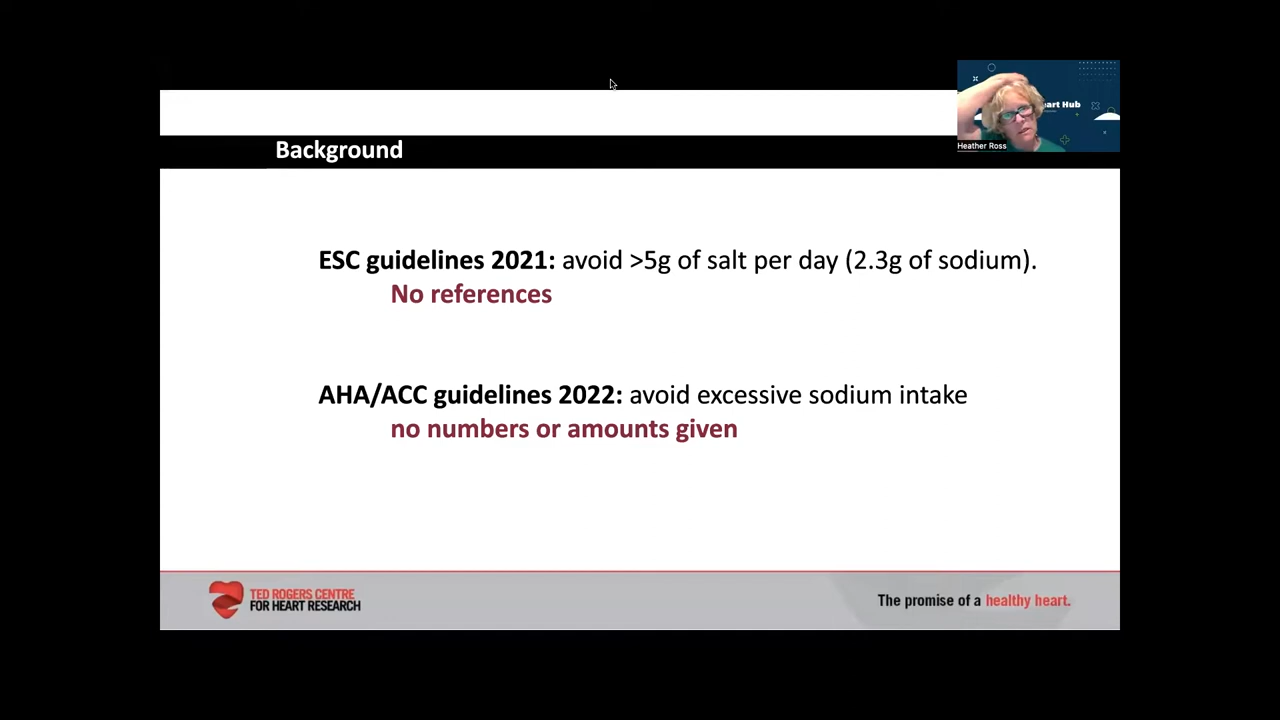 art Hub
Heather Ross
Background
ESC guidelines 2021: avoid >5g of salt per day (2.3g of sodium).
No references
AHA/ACC guidelines 2022: avoid excessive sodium intake
no numbers or amounts given
TED ROGERS CENTRE
FOR HEART RESEARCH
The promise of a healthy heart.